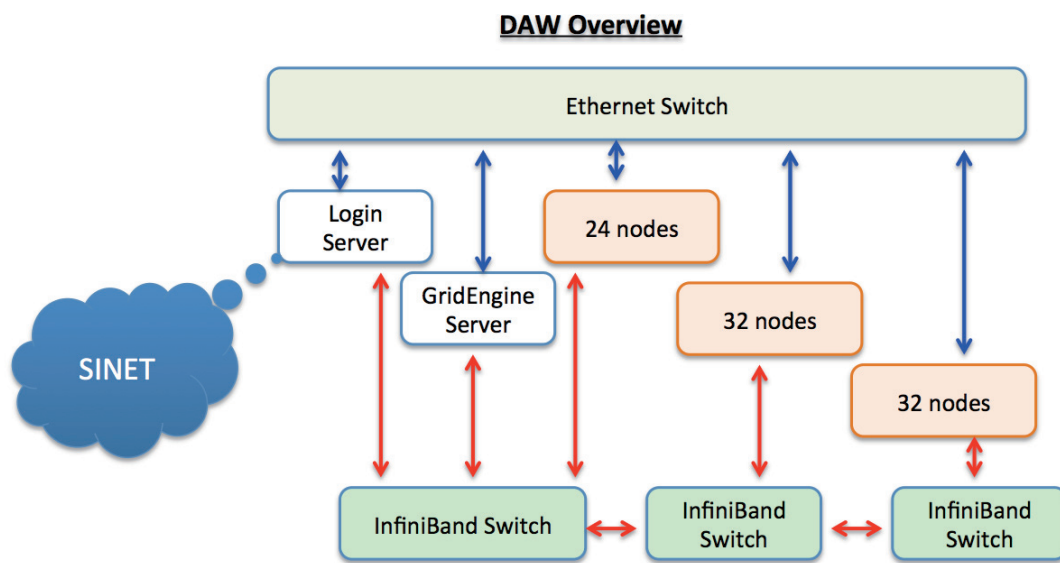 DAW Overview
Ethernet Switch
Login
Server
24 nodes
GridEngine
Server
32 nodes
SINET
32 nodes
InfiniBand Switch
InfiniBand
Switch
InfiniBand
Switch